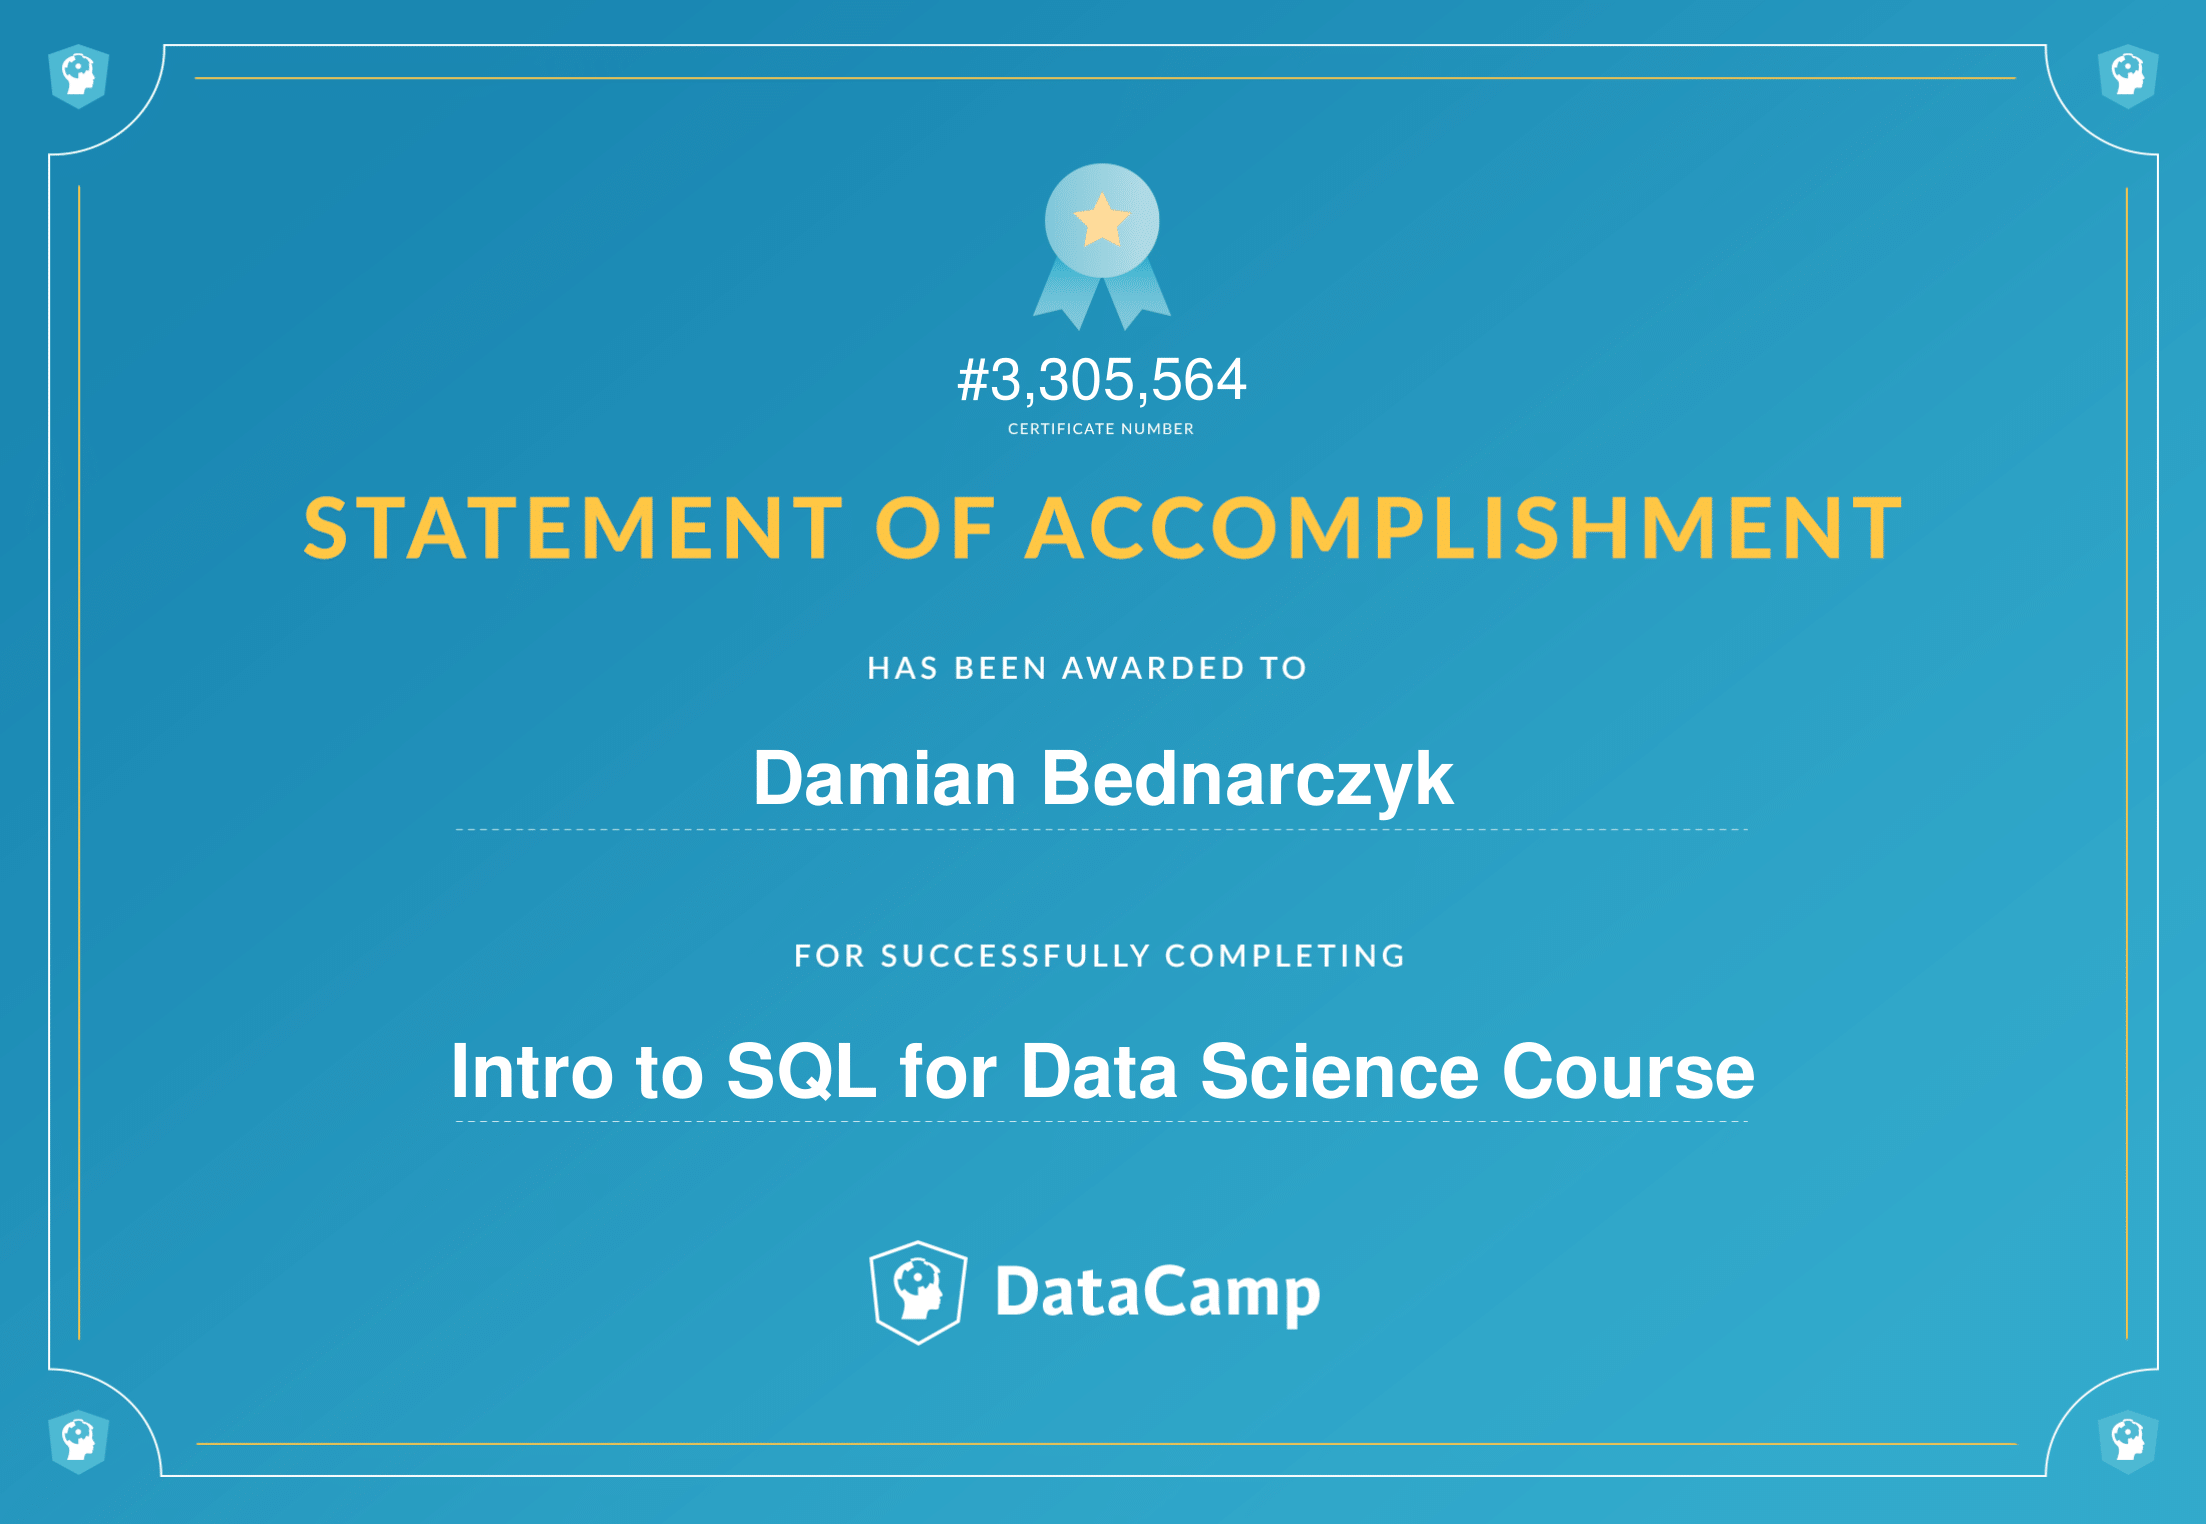 #3,305,564
CERTIFICATE NUMBER
STATEMENT OF ACCOMPLISHMENT
HAS BEEN AWARDED TO
Damian Bednarczyk
FOR SUCCESSFULLY COMPLETING
Intro to SQL for Data Science Course
DataCamp